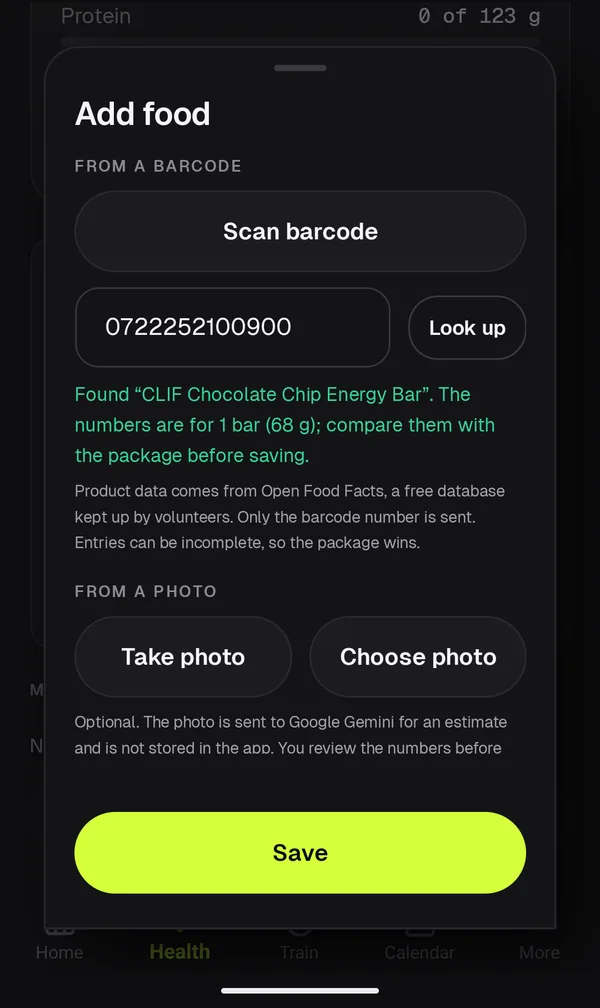 Protein 0 of 123 g
Add food
FROM A BARCODE
Scan barcode
0722252100900 Look up
Found “CLIF Chocolate Chip Energy Bar”. The
numbers are for 1 bar (68 g); compare them with
the package before saving.
Product data comes from Open Food Facts, a free database
kept up by volunteers. Only the barcode number is sent.
Entries can be incomplete, so the package wins.
FROM A PHOTO
Take photo Choose photo
Optional. The photo is sent to Google Gemini for an estimate
and is not stored in the app. You review the numbers before
Save
Home Health Train Calendar More